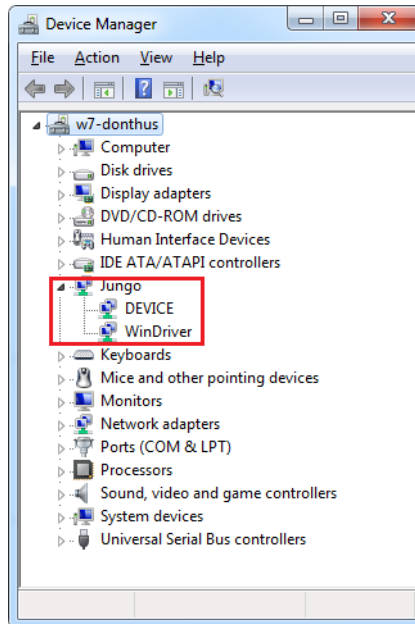 Device Manager
File Action View Help
w7-donthus
Computer
Disk drives
Display adapters
DVD/CD-ROM drives
Human Interface Devices
IDE ATA/ATAPI controllers
Jungo
DEVICE
WinDriver
Keyboards
Mice and other pointing devices
Monitors
Network adapters
Ports (COM & LPT)
Processors
Sound, video and game controllers
System devices
Universal Serial Bus controllers